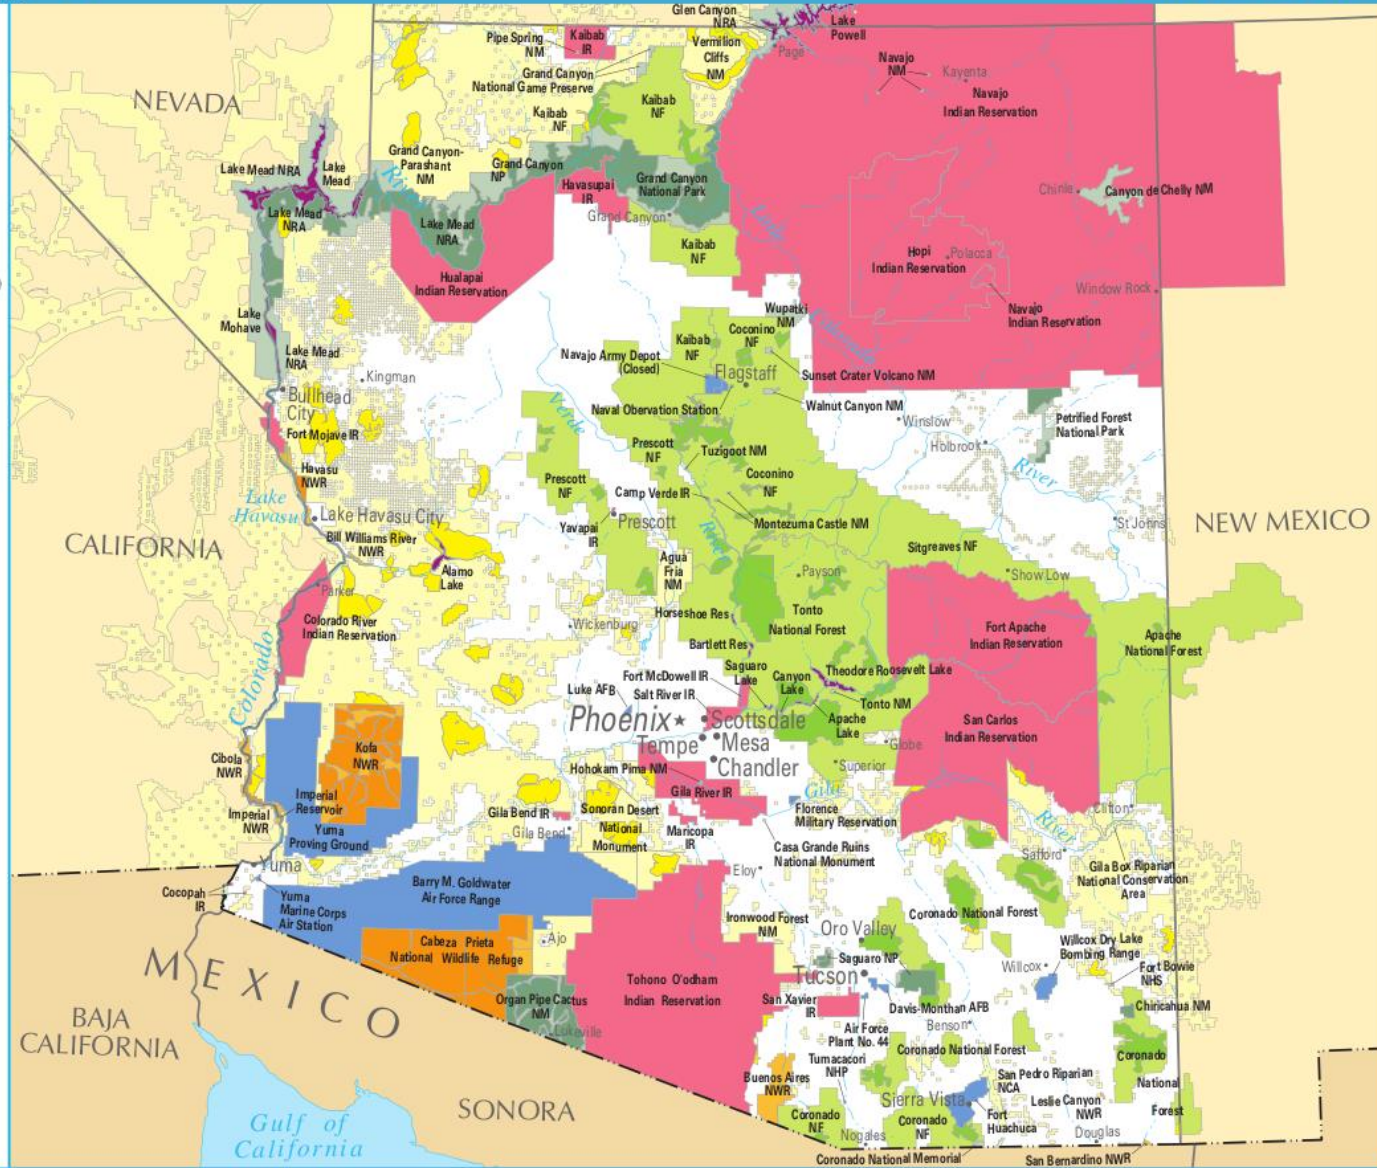 Glen Canyon
NRA
Lake
Powell
Pipe Spring
NM
Kaibab
IR
Vermilion
Cliffs
NM
Page
Navajo
NM
Kayenta
Navajo
Indian Reservation
Grand Canyon
National Game Preserve
Kaibab
NF
Kaibab
NF
NEVADA
Lake Mead NRA
Lake
Mead
Grand Canyon-
Parashant
NM
River
Grand Canyon
NP
Havasupai
IR
Grand Canyon
National Park
Chinle
Canyon de Chelly NM
Lake Mead
NRA
Lake Mead
NRA
Grand Canyon
Little
Kaibab
NF
Hopi
Indian Reservation
Polacca
Hualapai
Indian Reservation
Window Rock
Lake
Mohave
Wupatki
NM
Colorado
Navajo
Indian Reservation
Lake Mead
NRA
Kaibab
NF
Coconino
NF
Navajo Army Depot
(Closed)
Flagstaff
Sunset Crater Volcano NM
Kingman
Bullhead
City
Verde
Naval Obervation Station
Walnut Canyon NM
Winslow
Petrified Forest
National Park
Fort Mojave IR
Holbrook
Prescott
NF
Tuzigoot NM
River
Havasu
NWR
Prescott
NF
Coconino
NF
Camp Verde IR
Lake
Havasu
Lake Havasu City
Yavapai
IR
Prescott
River
Montezuma Castle NM
St Johns
NEW MEXICO
CALIFORNIA
Bill Williams River
NWR
Alamo
Lake
Agua
Fria
NM
Sitgreaves NF
Payson
Show Low
Parker
Colorado River
Indian Reservation
Wickenburg
Horseshoe Res
Tonto
National Forest
Fort Apache
Indian Reservation
Apache
National Forest
Bartlett Res
Colorado
Fort McDowell IR
Saguaro
Lake
Canyon
Lake
Theodore Roosevelt Lake
Luke AFB
Salt River IR
Tonto NM
Phoenix
Scottsdale
Apache
Lake
San Carlos
Indian Reservation
Tempe
Mesa
Globe
Kofa
NWR
Cibola
NWR
Chandler
Superior
Hohokam Pima NM
Gila River IR
Gila
Imperial
Reservoir
Imperial
NWR
Gila Bend IR
Sonoran Desert
National
Monument
Florence
Military Reservation
Clifton
Yuma
Proving Ground
Gila Bend
Maricopa
IR
River
Casa Grande Ruins
National Monument
Safford
Yuma
Eloy
Gila Box Riparian
National Conservation
Area
Cocopah
IR
Yuma
Marine Corps
Air Station
Barry M. Goldwater
Air Force Range
Ironwood Forest
NM
Coronado National Forest
Oro Valley
Ajo
Cabeza Prieta
National Wildlife Refuge
Willcox Dry Lake
Bombing Range
Saguaro NP
Willcox
Fort Bowie
NHS
MEXICO
Tohono O'odham
Indian Reservation
Tucson
Organ Pipe Cactus
NM
San Xavier
IR
Davis-Monthan AFB
Chiricahua NM
BAJA
CALIFORNIA
Lukeville
Air Force
Plant No. 44
Benson
Coronado National Forest
Coronado
National
Forest
Tumacacori
NHP
Buenos Aires
NWR
San Pedro Riparian
NCA
Sierra Vista
Leslie Canyon
NWR
SONORA
Coronado
NF
Coronado
NF
Fort
Huachuca
Gulf of
California
Nogales
Douglas
Coronado National Memorial
San Bernardino NWR